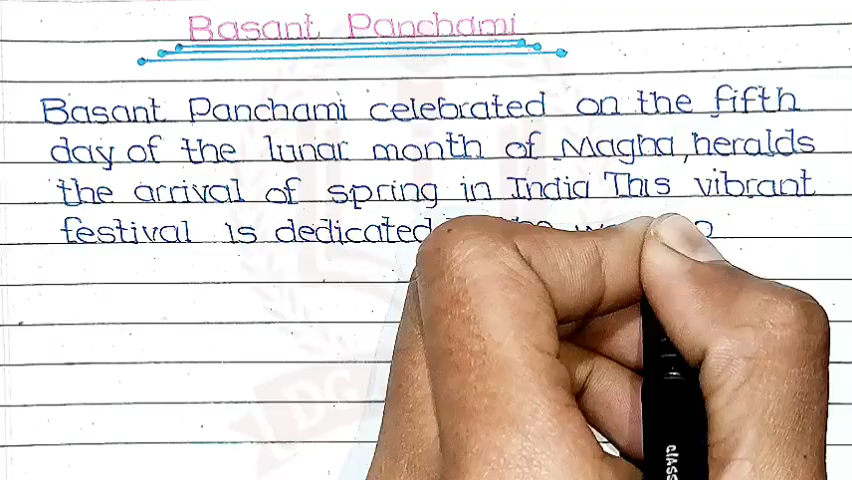 Basant Panchami
Basant Panchami celebrated on the fifth
day of the lunar month of Magha, heralds
the arrival of spring in India This vibrant
festival is dedicated